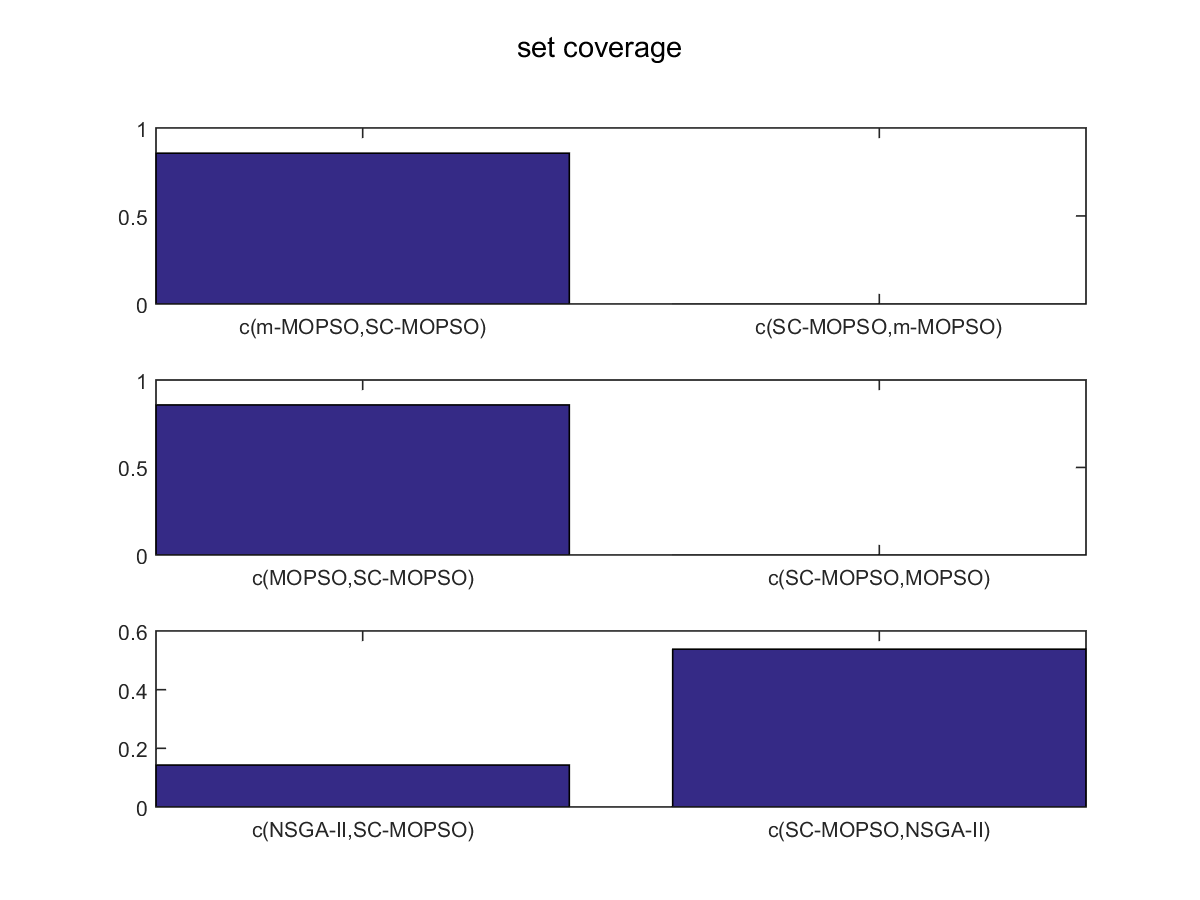 set coverage
1
0.5
0
c(m-MOPSO,SC-MOPSO) c(SC-MOPSO,m-MOPSO)
1
0.5
0
c(MOPSO,SC-MOPSO) c(SC-MOPSO,MOPSO)
0.6
0.4
0.2
0
c(NSGA-II,SC-MOPSO) c(SC-MOPSO,NSGA-II)